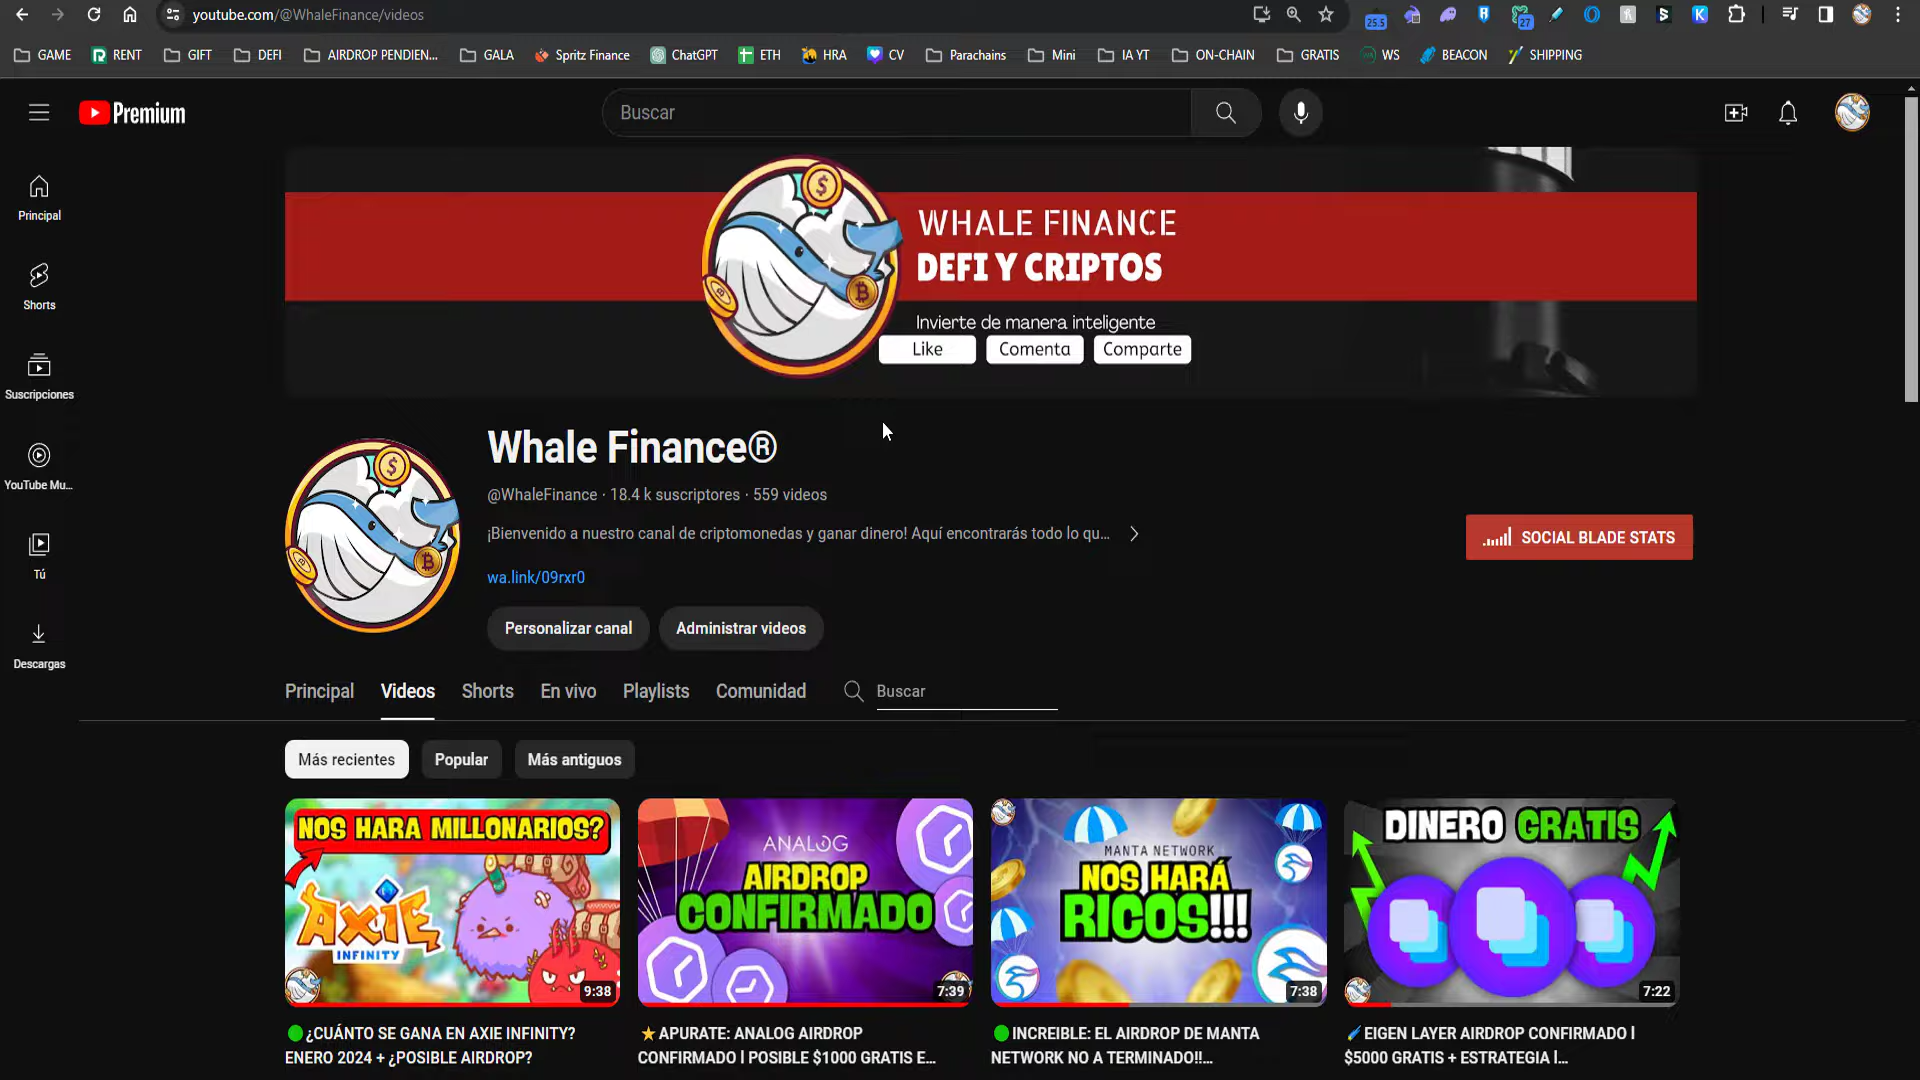 youtube.com/@WhaleFinance/videos
25.5
27
GAME
RENT
GIFT
DEFI
AIRDROP PENDIEN...
GALA
Spritz Finance
ChatGPT
ETH
HRA
CV
Parachains
Mini
IA YT
ON-CHAIN
GRATIS
WS
BEACON
SHIPPING
Premium
Buscar
Principal
Shorts
Suscripciones
YouTube Mu...
Tú
Descargas
WHALE FINANCE
DEFI Y CRIPTOS
Invierte de manera inteligente
Like
Comenta
Comparte
Whale Finance®
@WhaleFinance · 18.4 k suscriptores · 559 videos
¡Bienvenido a nuestro canal de criptomonedas y ganar dinero! Aquí encontrarás todo lo qu...
wa.link/09rxr0
SOCIAL BLADE STATS
Personalizar canal
Administrar videos
Principal
Videos
Shorts
En vivo
Playlists
Comunidad
Buscar
Más recientes
Popular
Más antiguos
NOS HARA MILLONARIOS?
AXIE
INFINITY
9:38
¿CUÁNTO SE GANA EN AXIE INFINITY?
ENERO 2024 + ¿POSIBLE AIRDROP?
ANALOG
AIRDROP
CONFIRMADO
7:39
APURATE: ANALOG AIRDROP
CONFIRMADO | POSIBLE $1000 GRATIS E...
MANTA NETWORK
NOS HARÁ
RICOS!!!
7:38
INCREIBLE: EL AIRDROP DE MANTA
NETWORK NO A TERMINADO!!...
DINERO GRATIS
7:22
EIGEN LAYER AIRDROP CONFIRMADO |
$5000 GRATIS + ESTRATEGIA |...